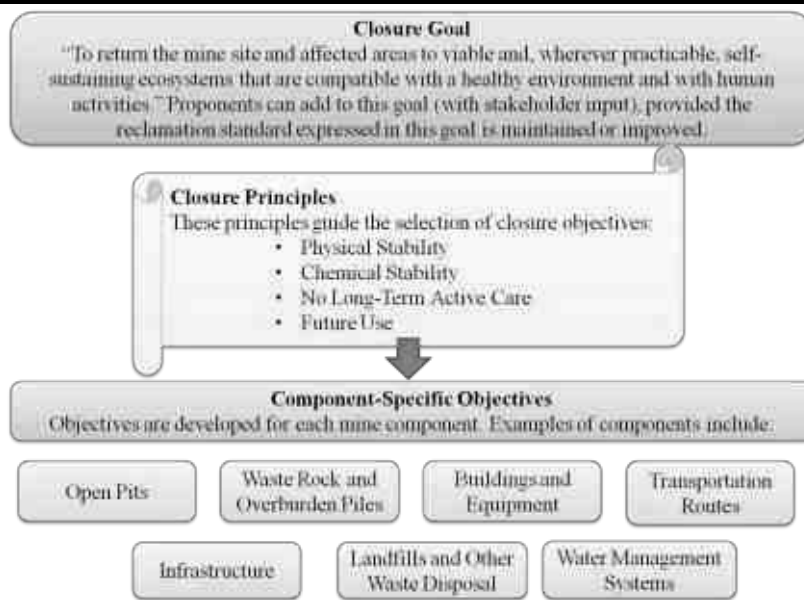 Closure Goal
"To return the mine site and affected areas to viable and, wherever practicable, self-
sustaining ecosystems that are compatible with a healthy environment and with human
activities." Proponents can add to this goal (with stakeholder input), provided the
reclamation standard expressed in this goal is maintained or improved.
Closure Principles
These principles guide the selection of closure objectives:
• Physical Stability
• Chemical Stability
• No Long-Term Active Care
• Future Use
Component-Specific Objectives
Objectives are developed for each mine component. Examples of components include:
Open Pits
Waste Rock and
Overburden Piles
Buildings and
Equipment
Transportation
Routes
Infrastructure
Landfills and Other
Waste Disposal
Water Management
Systems